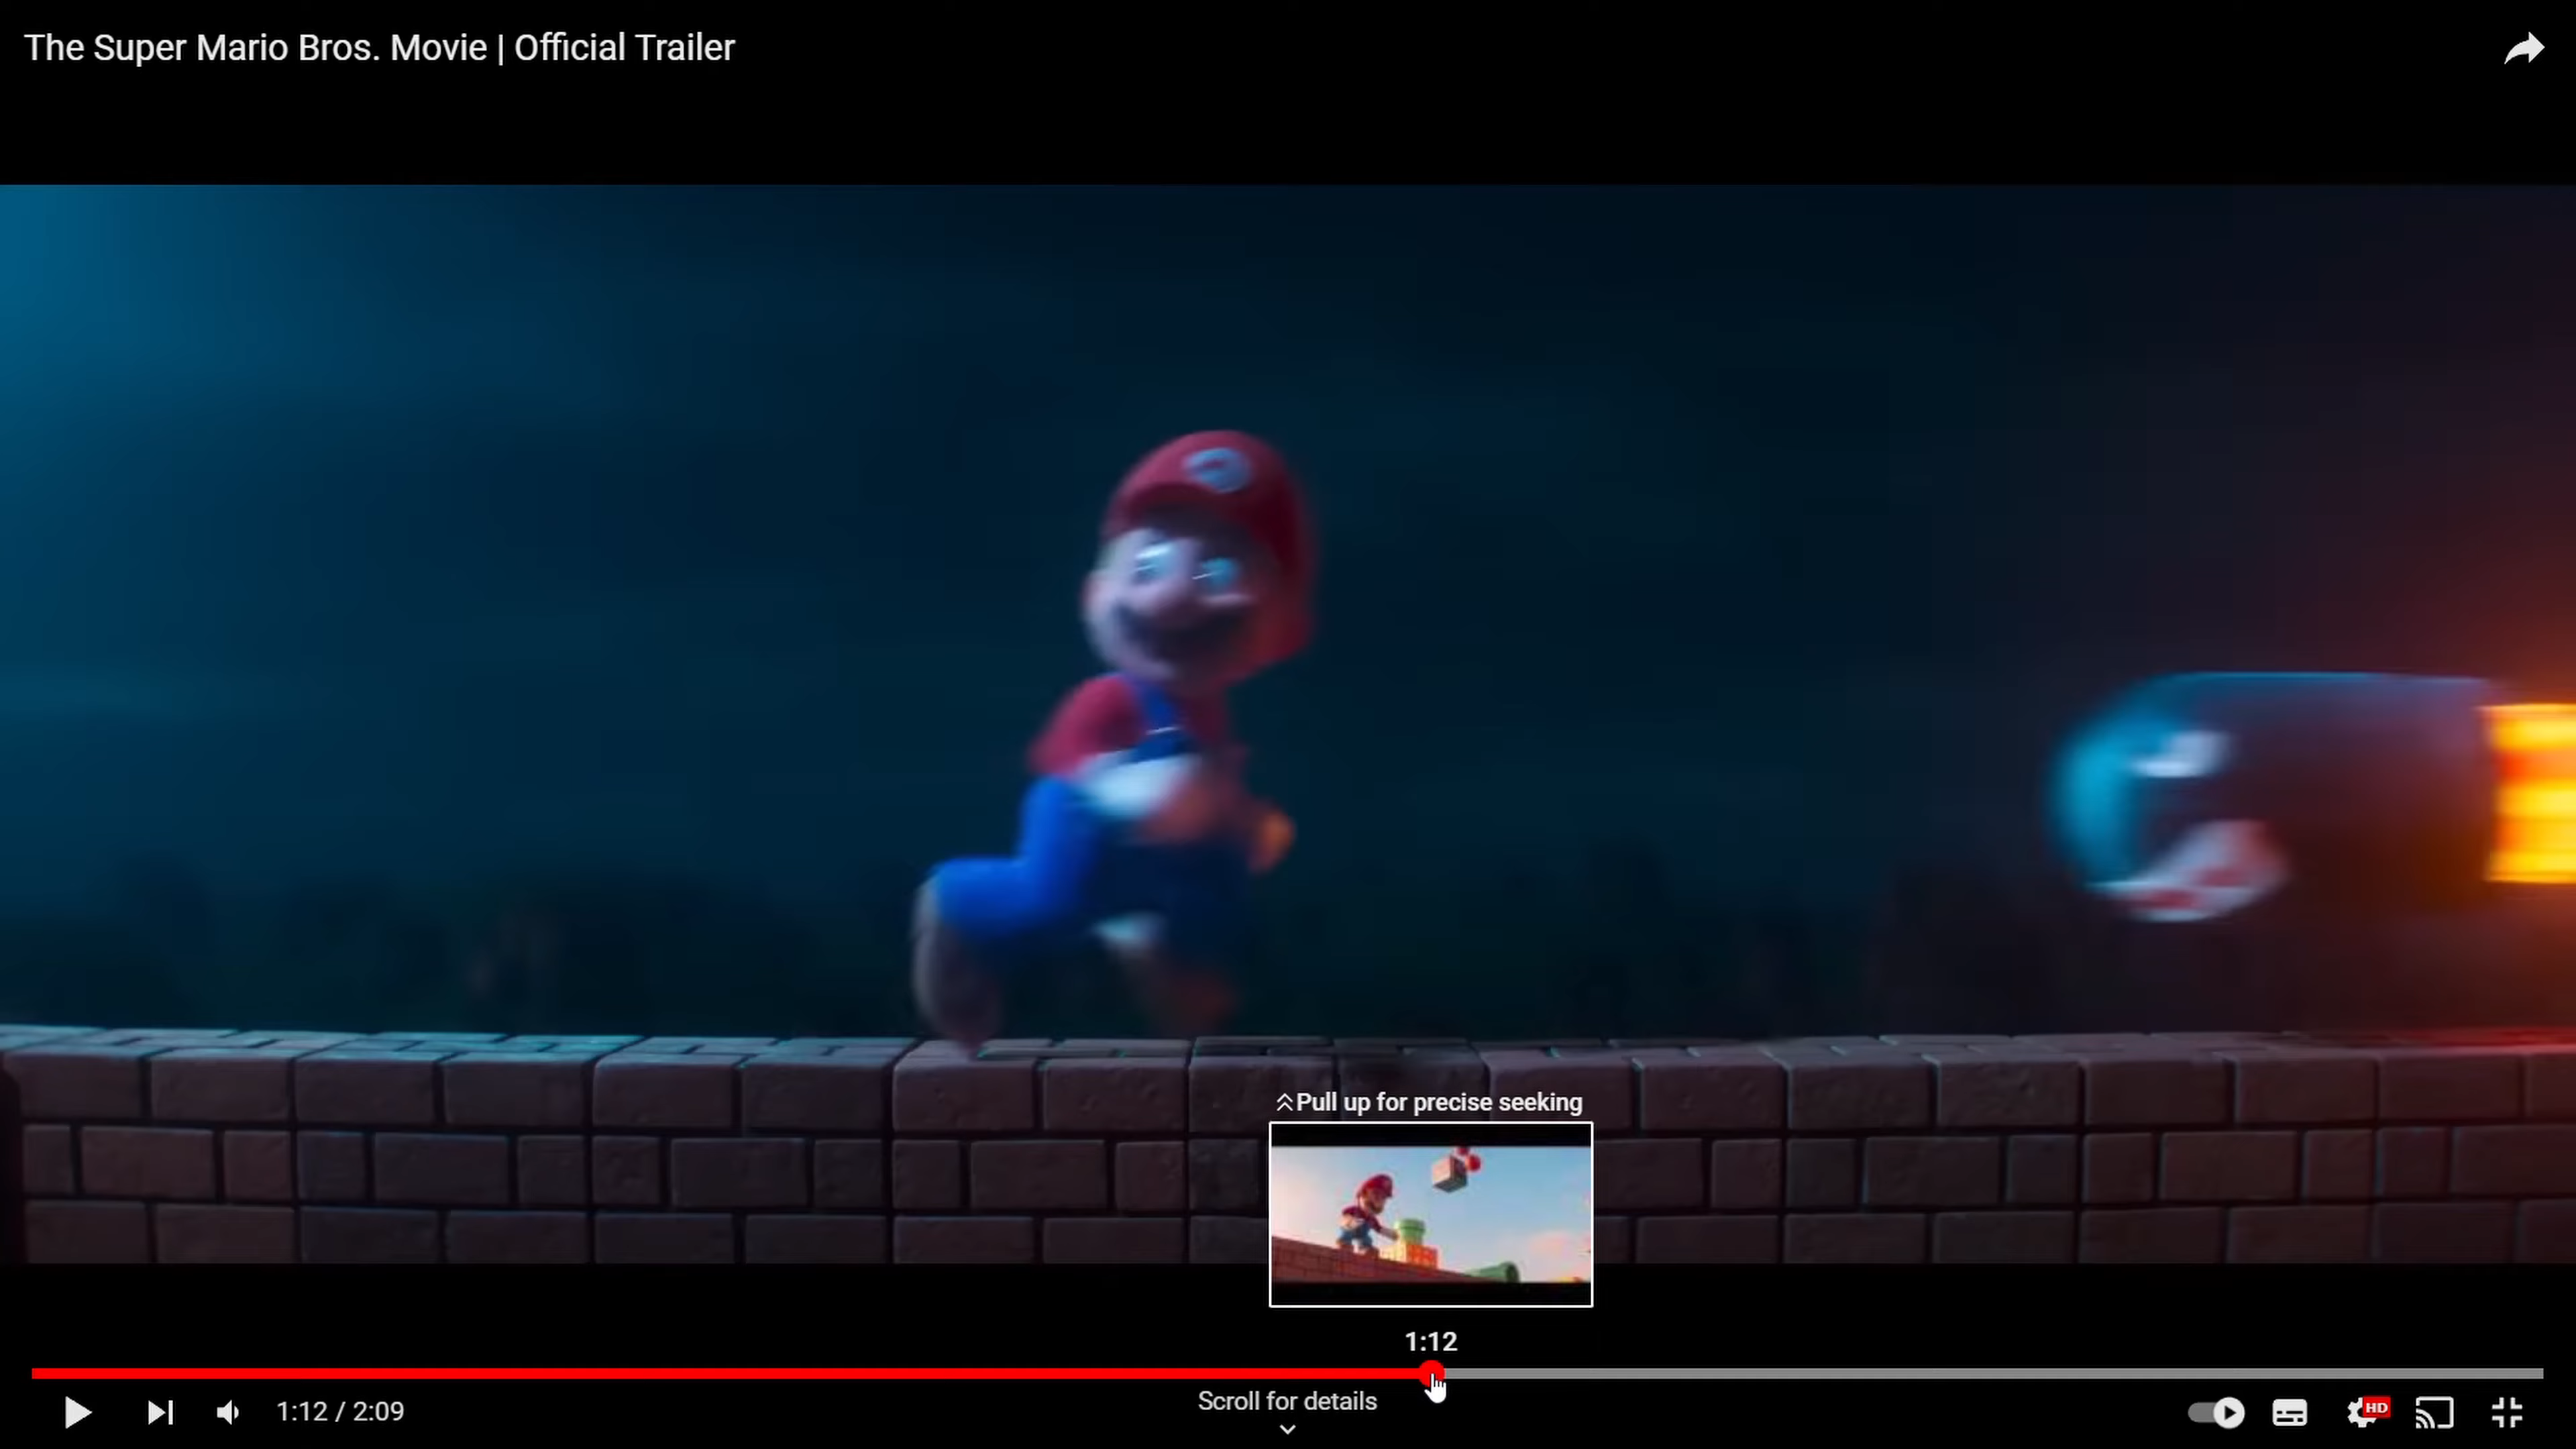 The Super Mario Bros. Movie | Official Trailer
Pull up for precise seeking
1:12
1:12 / 2:09
Scroll for details
HD